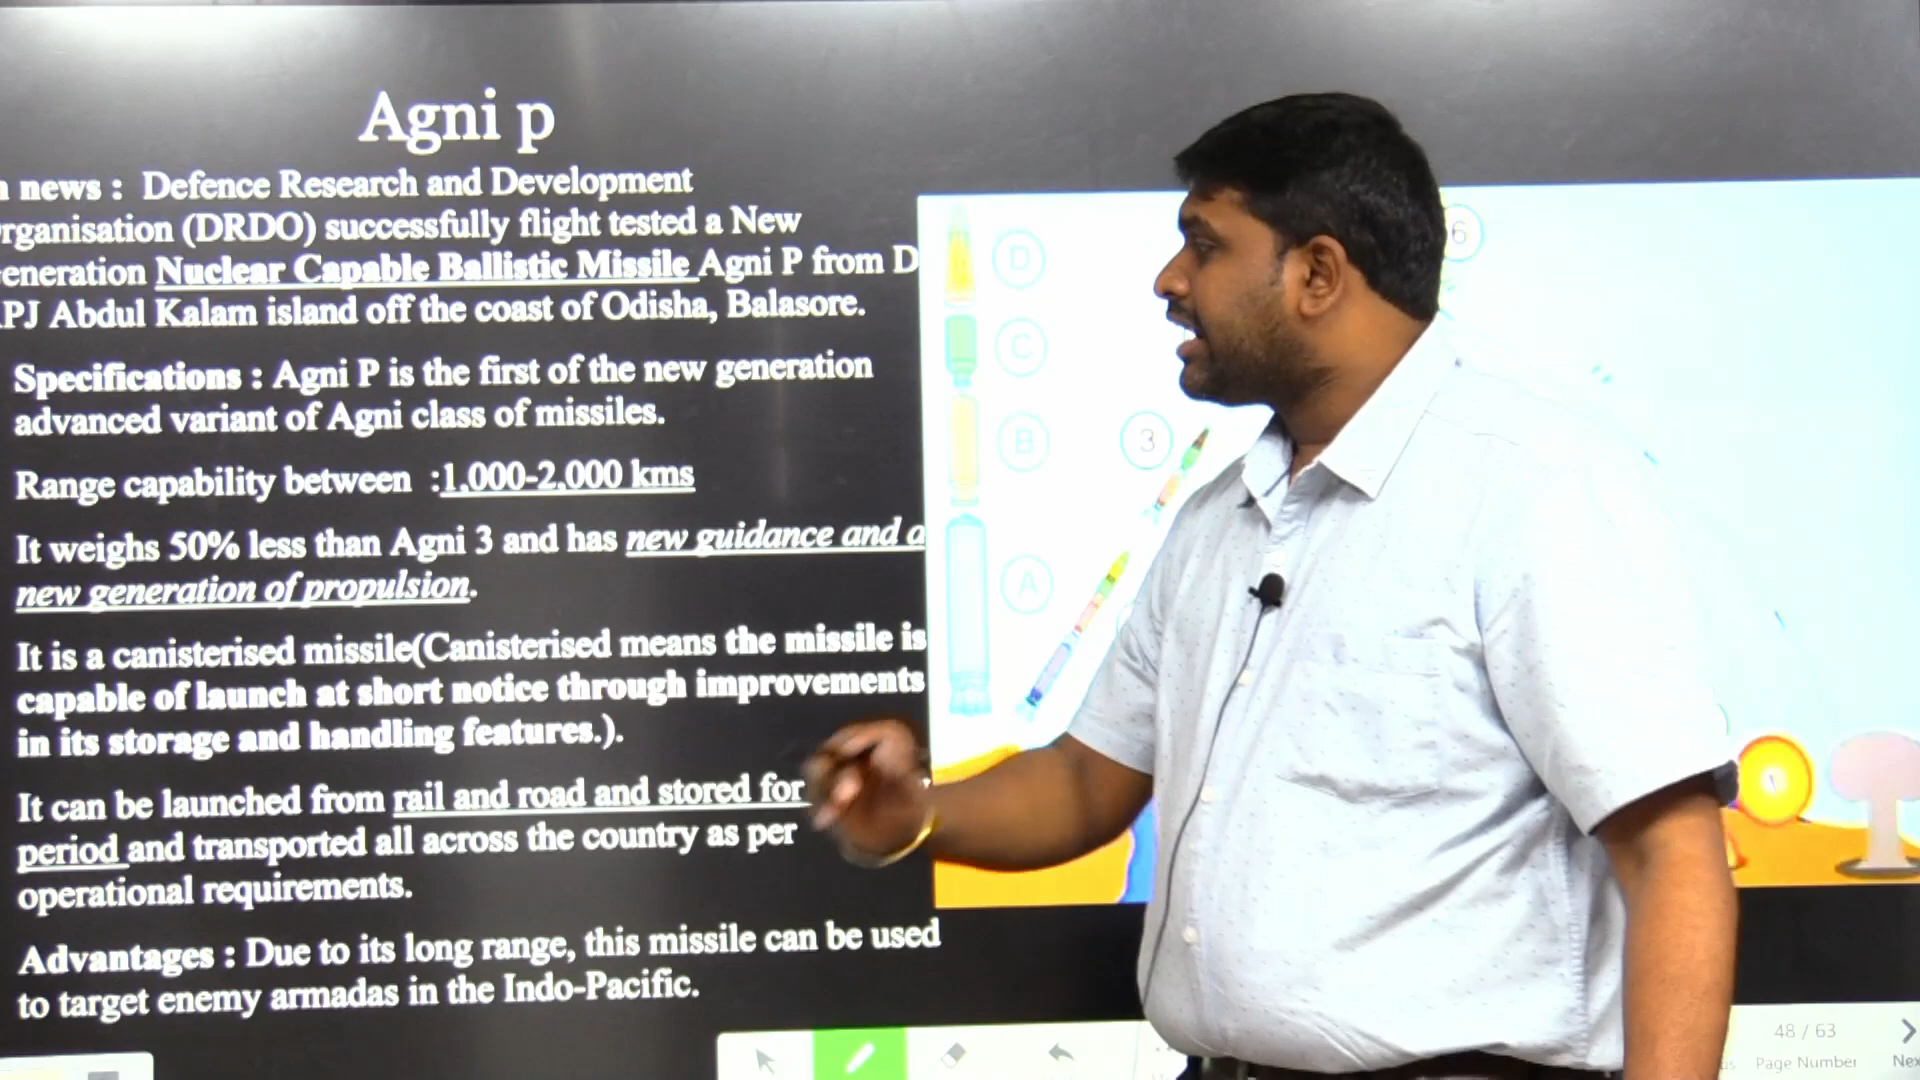 Agni p
news : Defence Research and Development
rganisation (DRDO) successfully flight tested a New
eneration Nuclear Capable Ballistic Missile Agni P from D
PJ Abdul Kalam island off the coast of Odisha, Balasore.
Specifications : Agni P is the first of the new generation
advanced variant of Agni class of missiles.
Range capability between :1,000-2,000 kms
It weighs 50% less than Agni 3 and has new guidance and a
new generation of propulsion.
It is a canisterised missile(Canisterised means the missile is
capable of launch at short notice through improvements
in its storage and handling features.).
It can be launched from rail and road and stored for
period and transported all across the country as per
operational requirements.
Advantages : Due to its long range, this missile can be used
to target enemy armadas in the Indo-Pacific.
D
C
B
A
3
6
48 / 63
Page Number
Nex